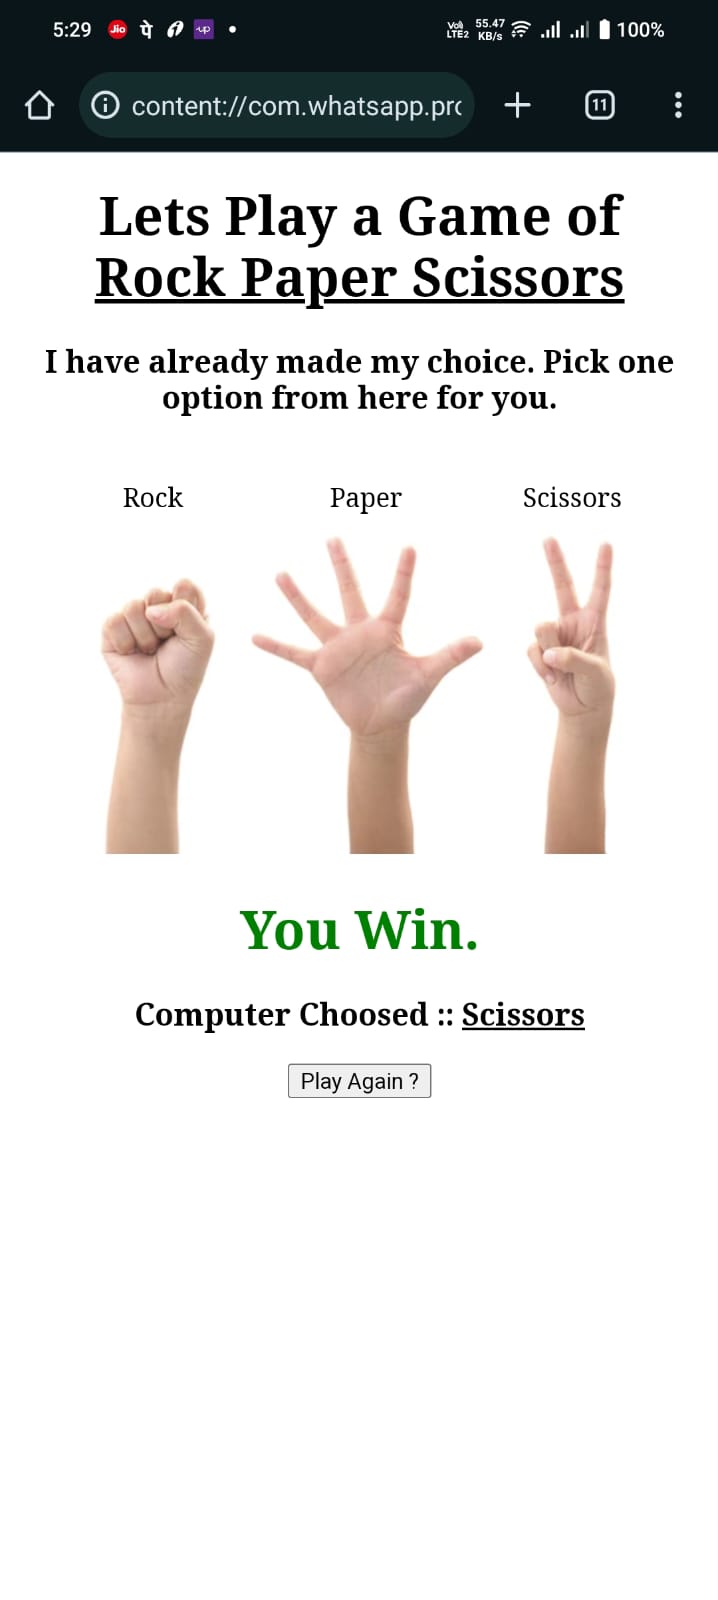 5:29 Jio पे up VoI) LTE2 55.47 KB/s 100%
content://com.whatsapp.pro 11
Lets Play a Game of
Rock Paper Scissors
I have already made my choice. Pick one
option from here for you.
Rock Paper Scissors
You Win.
Computer Choosed :: Scissors
Play Again ?